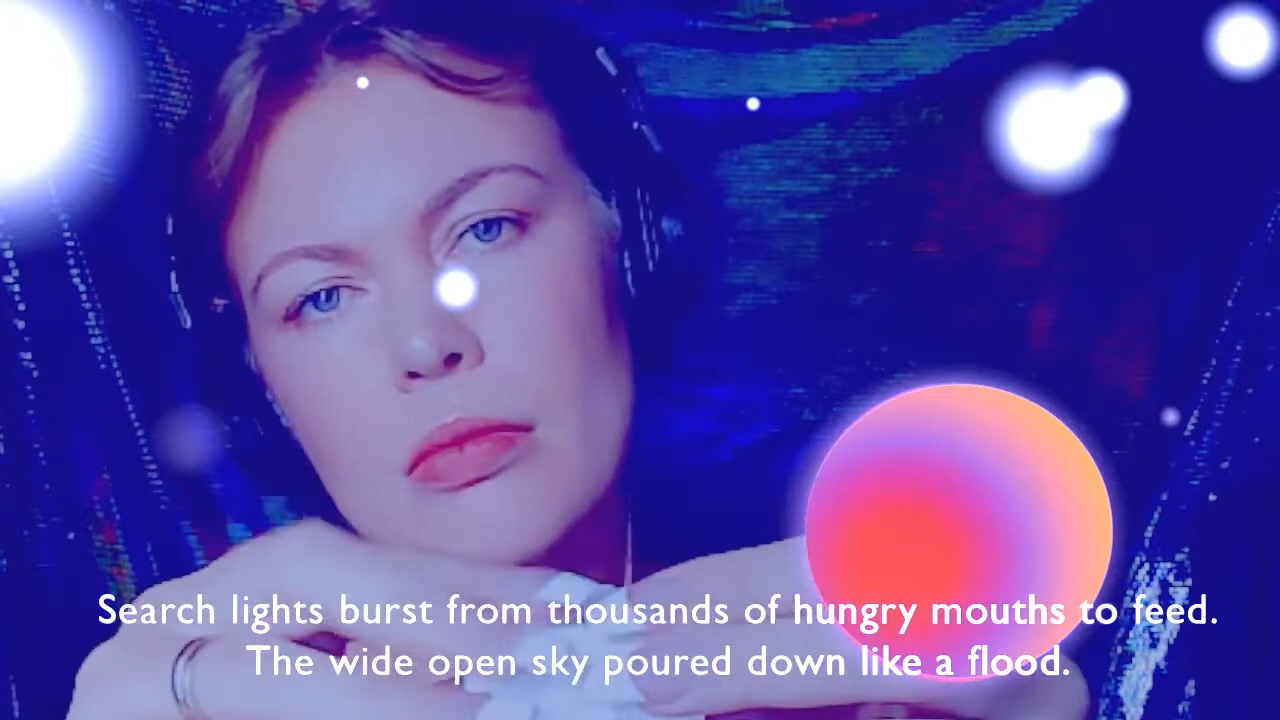 Search lights burst from thousands of hungry mouths to feed.
The wide open sky poured down like a flood.